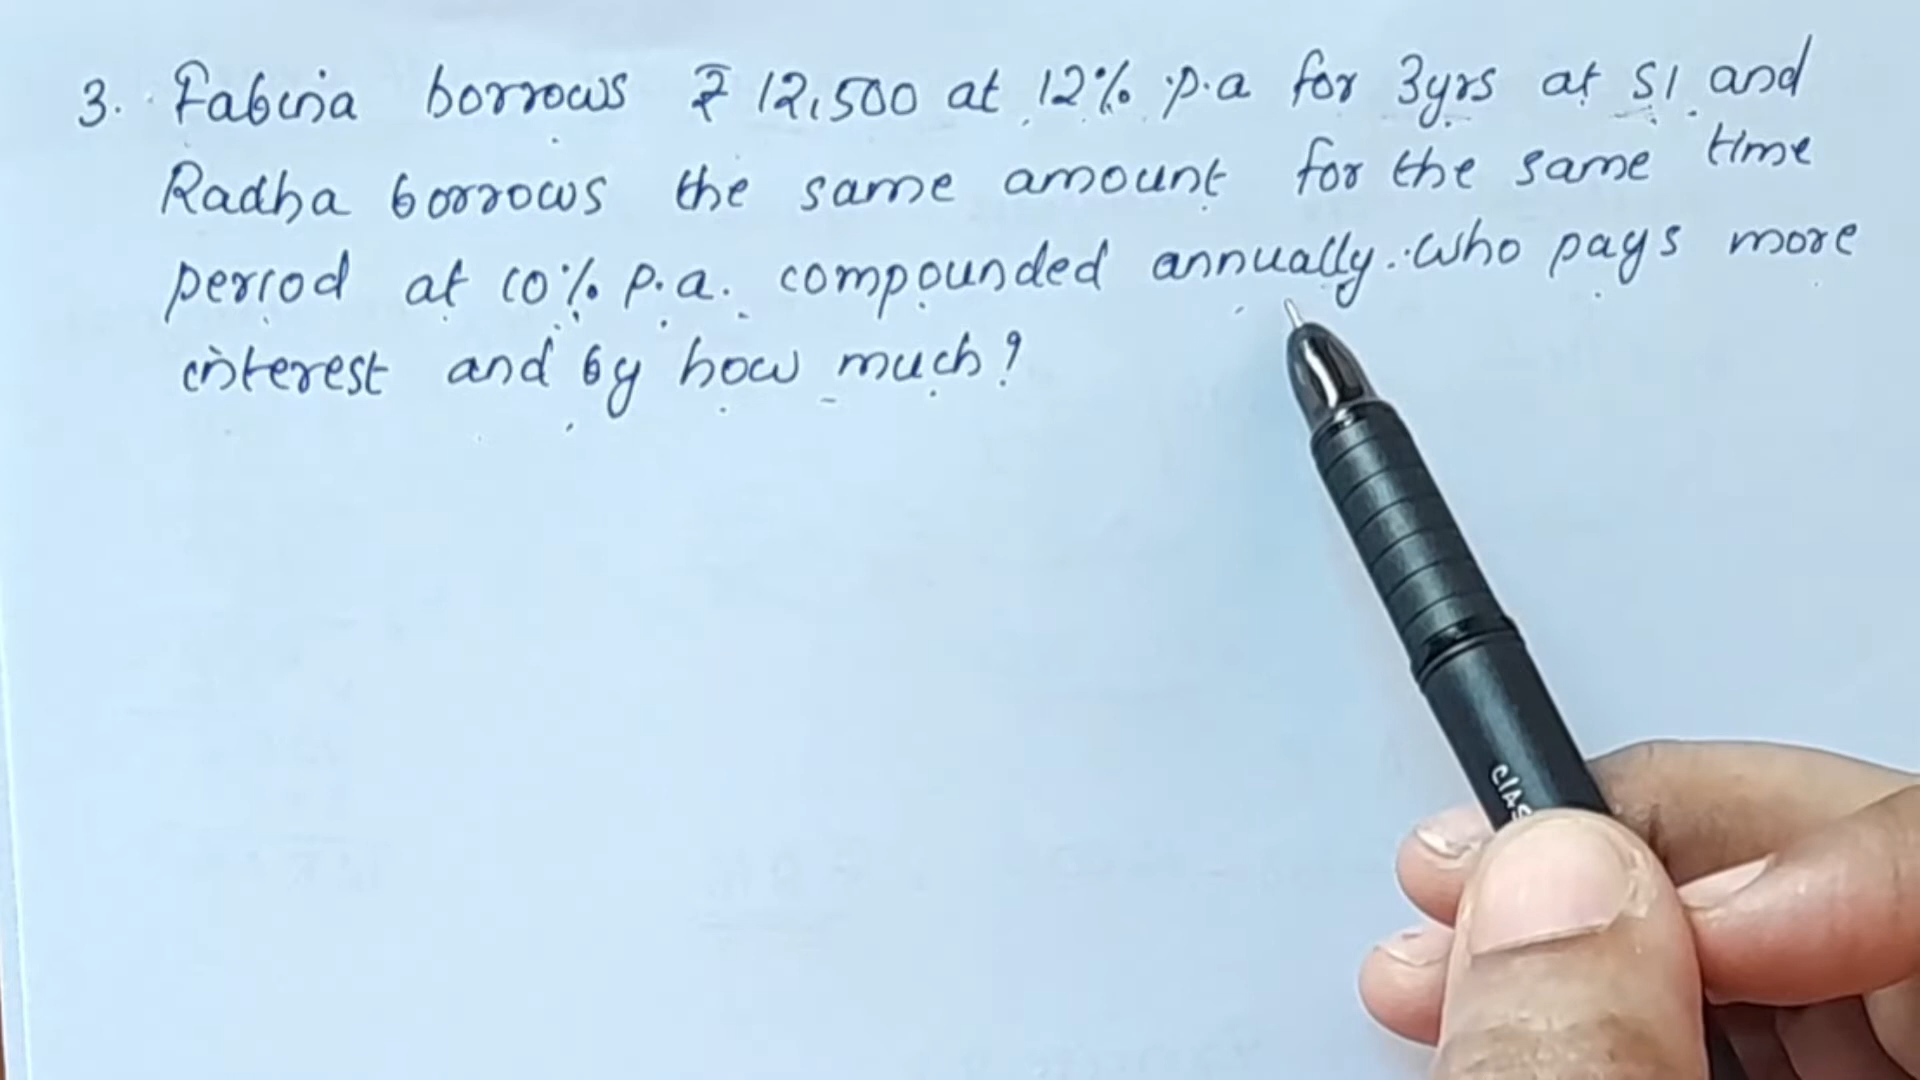 3. Fabina borrows ₹ 12,500 at 12% p.a for 3yrs at SI and
Radha borrows the same amount for the same time
period at 10% p.a. compounded annually. Who pays more
interest and by how much?